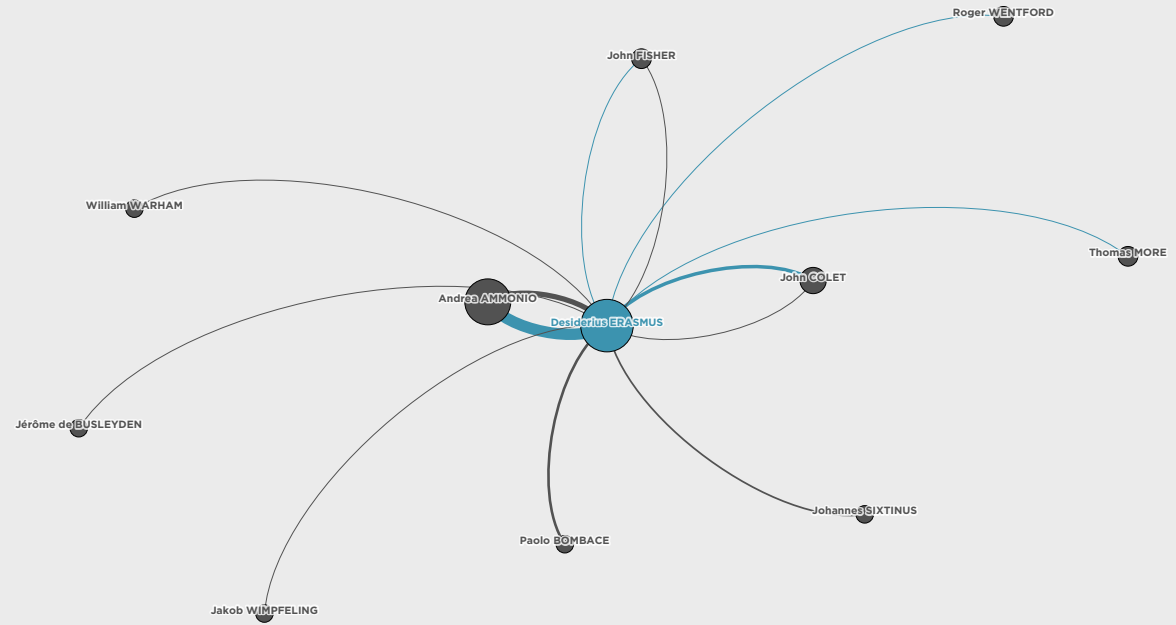 Roger WENTFORD
John FISHER
William WARHAM
Thomas MORE
John COLET
Andrea AMMONIO
Desiderius ERASMUS
Jérôme de BUSLEYDEN
Johannes SIXTINUS
Paolo BOMBACE
Jakob WIMPFELING